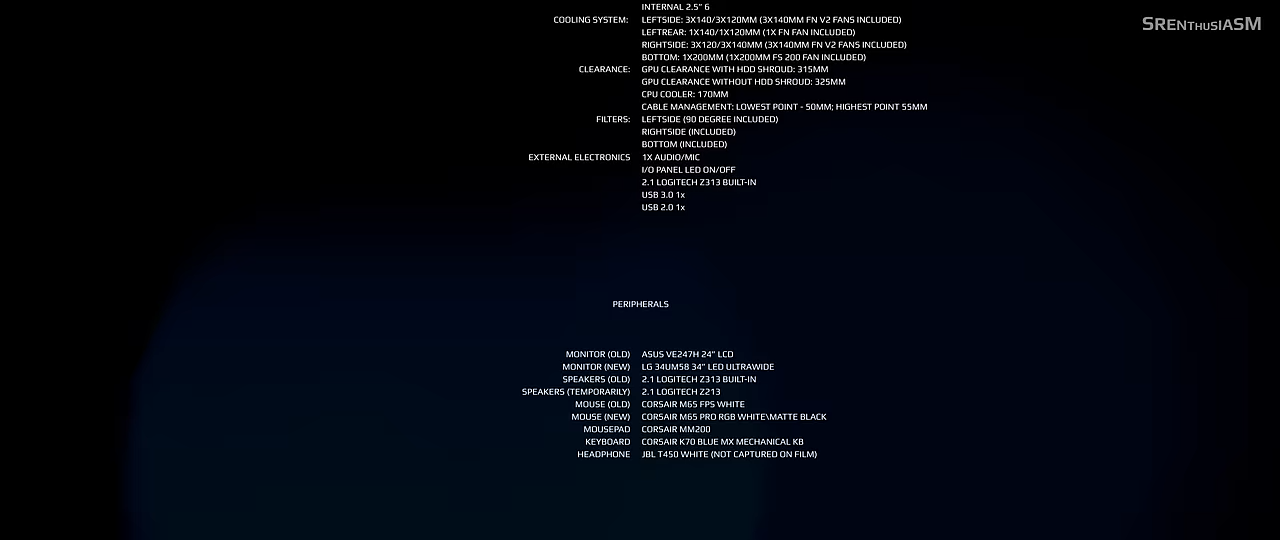 INTERNAL 2.5" 6
SRENTHUSIASM
COOLING SYSTEM: LEFTSIDE: 3X140/3X120MM (3X140MM FN V2 FANS INCLUDED)
LEFTREAR: 1X140/1X120MM (1X FN FAN INCLUDED)
RIGHTSIDE: 3X120/3X140MM (3X140MM FN V2 FANS INCLUDED)
BOTTOM: 1X200MM (1X200MM FS 200 FAN INCLUDED)
CLEARANCE: GPU CLEARANCE WITH HDD SHROUD: 315MM
GPU CLEARANCE WITHOUT HDD SHROUD: 325MM
CPU COOLER: 170MM
CABLE MANAGEMENT: LOWEST POINT - 50MM; HIGHEST POINT 55MM
FILTERS: LEFTSIDE (90 DEGREE INCLUDED)
RIGHTSIDE (INCLUDED)
BOTTOM (INCLUDED)
EXTERNAL ELECTRONICS 1X AUDIO/MIC
I/O PANEL LED ON/OFF
2.1 LOGITECH Z313 BUILT-IN
USB 3.0 1x
USB 2.0 1x
PERIPHERALS
MONITOR (OLD) ASUS VE247H 24" LCD
MONITOR (NEW) LG 34UM58 34" LED ULTRAWIDE
SPEAKERS (OLD) 2.1 LOGITECH Z313 BUILT-IN
SPEAKERS (TEMPORARILY) 2.1 LOGITECH Z213
MOUSE (OLD) CORSAIR M65 FPS WHITE
MOUSE (NEW) CORSAIR M65 PRO RGB WHITE\MATTE BLACK
MOUSEPAD CORSAIR MM200
KEYBOARD CORSAIR K70 BLUE MX MECHANICAL KB
HEADPHONE JBL T450 WHITE (NOT CAPTURED ON FILM)